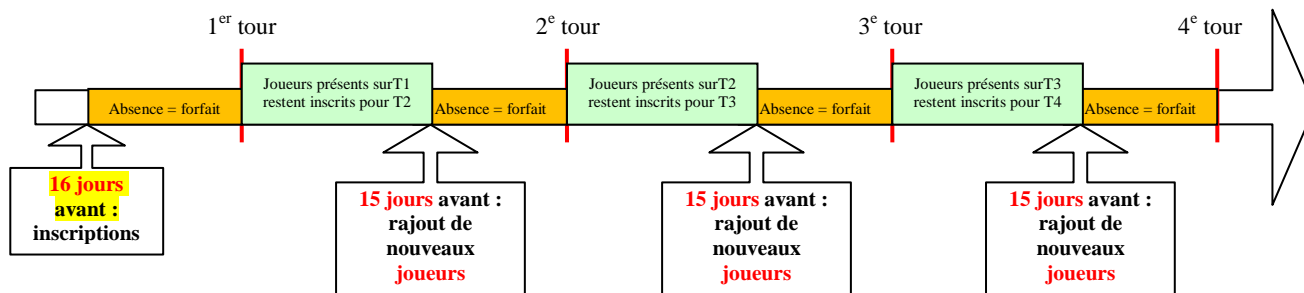 1er tour
2e tour
3e tour
4e tour
Absence = forfait
Joueurs présents surT1
restent inscrits pour T2
Absence = forfait
Joueurs présents surT2
restent inscrits pour T3
Absence = forfait
Joueurs présents surT3
restent inscrits pour T4
Absence = forfait
16 jours
avant :
inscriptions
15 jours avant :
rajout de
nouveaux
joueurs
15 jours avant :
rajout de
nouveaux
joueurs
15 jours avant :
rajout de
nouveaux
joueurs